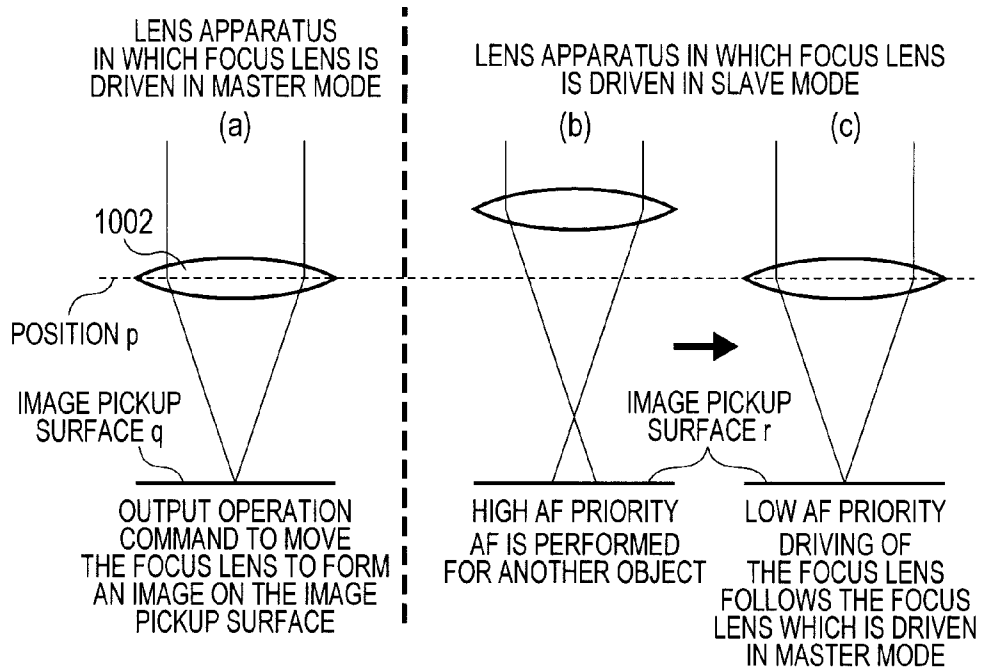 LENS APPARATUS
IN WHICH FOCUS LENS IS
DRIVEN IN MASTER MODE
(a)
LENS APPARATUS IN WHICH FOCUS LENS
IS DRIVEN IN SLAVE MODE
(b)
(c)
1002
POSITION p
IMAGE PICKUP
SURFACE q
IMAGE PICKUP
SURFACE r
OUTPUT OPERATION
COMMAND TO MOVE
THE FOCUS LENS TO FORM
AN IMAGE ON THE IMAGE
PICKUP SURFACE
HIGH AF PRIORITY
AF IS PERFORMED
FOR ANOTHER OBJECT
LOW AF PRIORITY
DRIVING OF
THE FOCUS LENS
FOLLOWS THE FOCUS
LENS WHICH IS DRIVEN
IN MASTER MODE